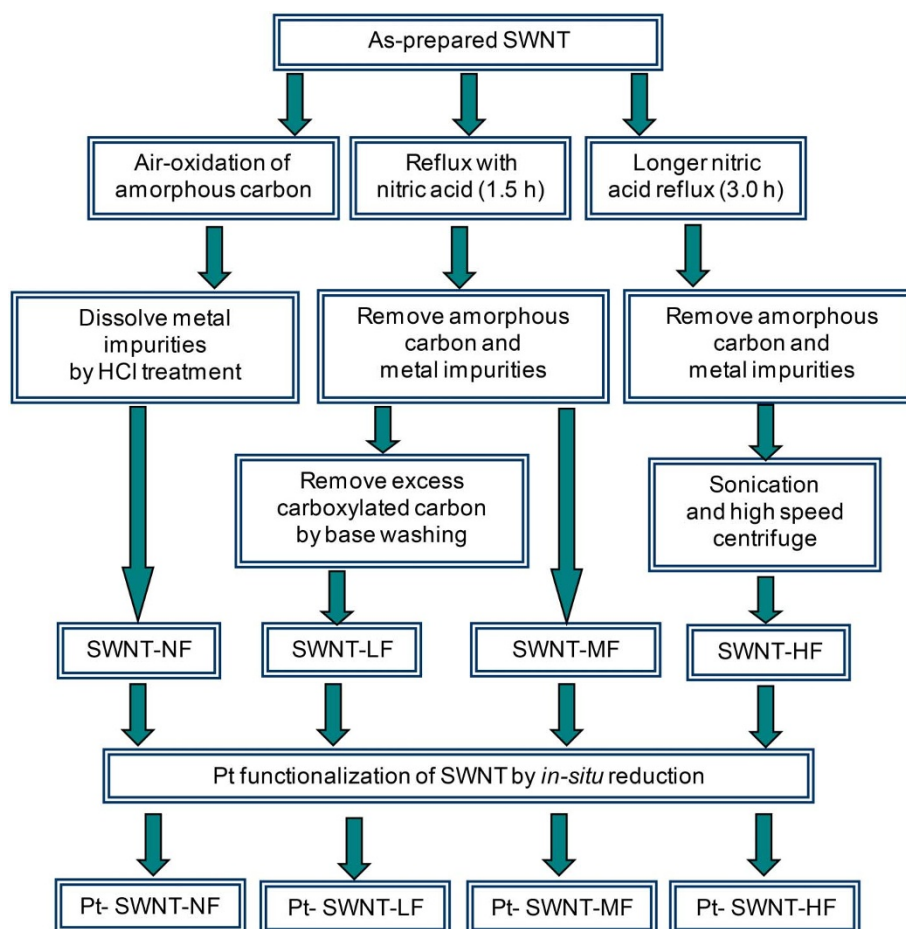 As-prepared SWNT
Air-oxidation of
amorphous carbon
Reflux with
nitric acid (1.5 h)
Longer nitric
acid reflux (3.0 h)
Dissolve metal
impurities
by HCl treatment
Remove amorphous
carbon and
metal impurities
Remove amorphous
carbon and
metal impurities
Remove excess
carboxylated carbon
by base washing
Sonication
and high speed
centrifuge
SWNT-NF
SWNT-LF
SWNT-MF
SWNT-HF
Pt functionalization of SWNT by in-situ reduction
Pt- SWNT-NF
Pt- SWNT-LF
Pt- SWNT-MF
Pt- SWNT-HF